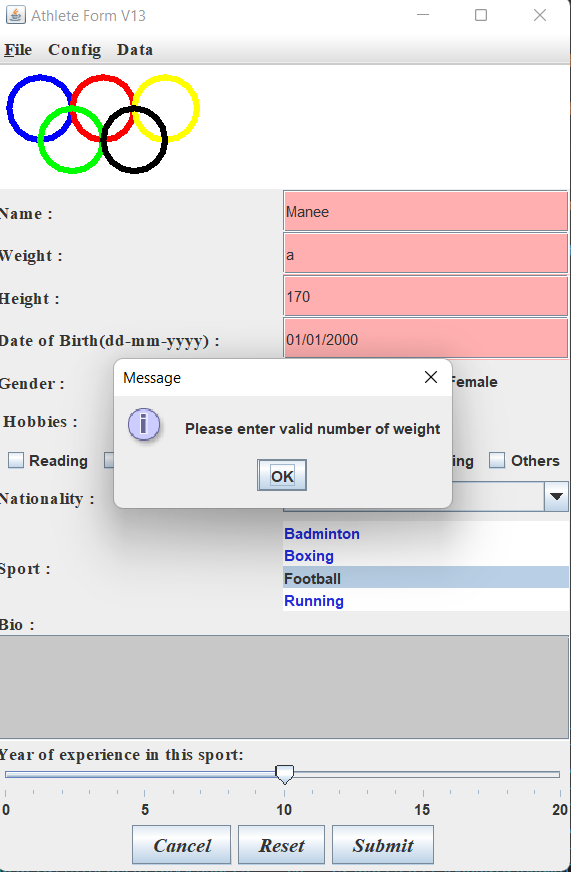 Athlete Form V13
File Config Data
Name : Manee
Weight : a
Height : 170
Date of Birth(dd-mm-yyyy) : 01/01/2000
Message
Gender : Female
Please enter valid number of weight
Hobbies :
OK
Reading ing Others
Nationality :
Badminton
Boxing
Sport :
Football
Running
Bio :
Year of experience in this sport:
0 5 10 15 20
Cancel Reset Submit